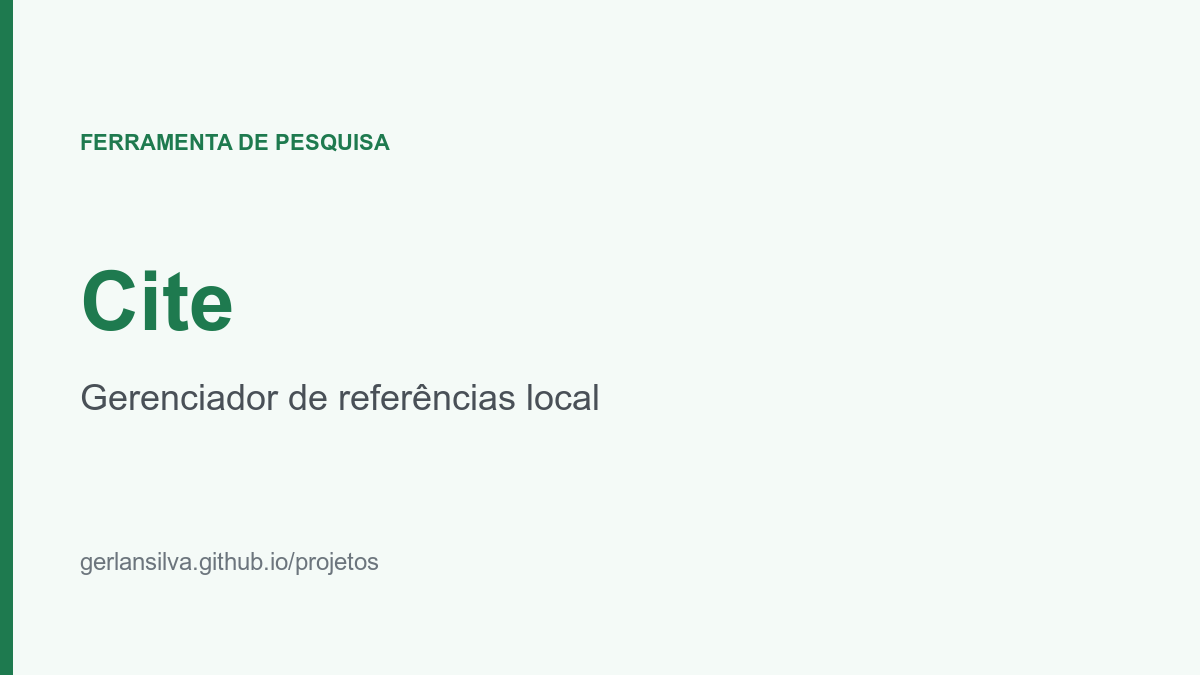 FERRAMENTA DE PESQUISA
Cite
Gerenciador de referências local
gerlansilva.github.io/projetos